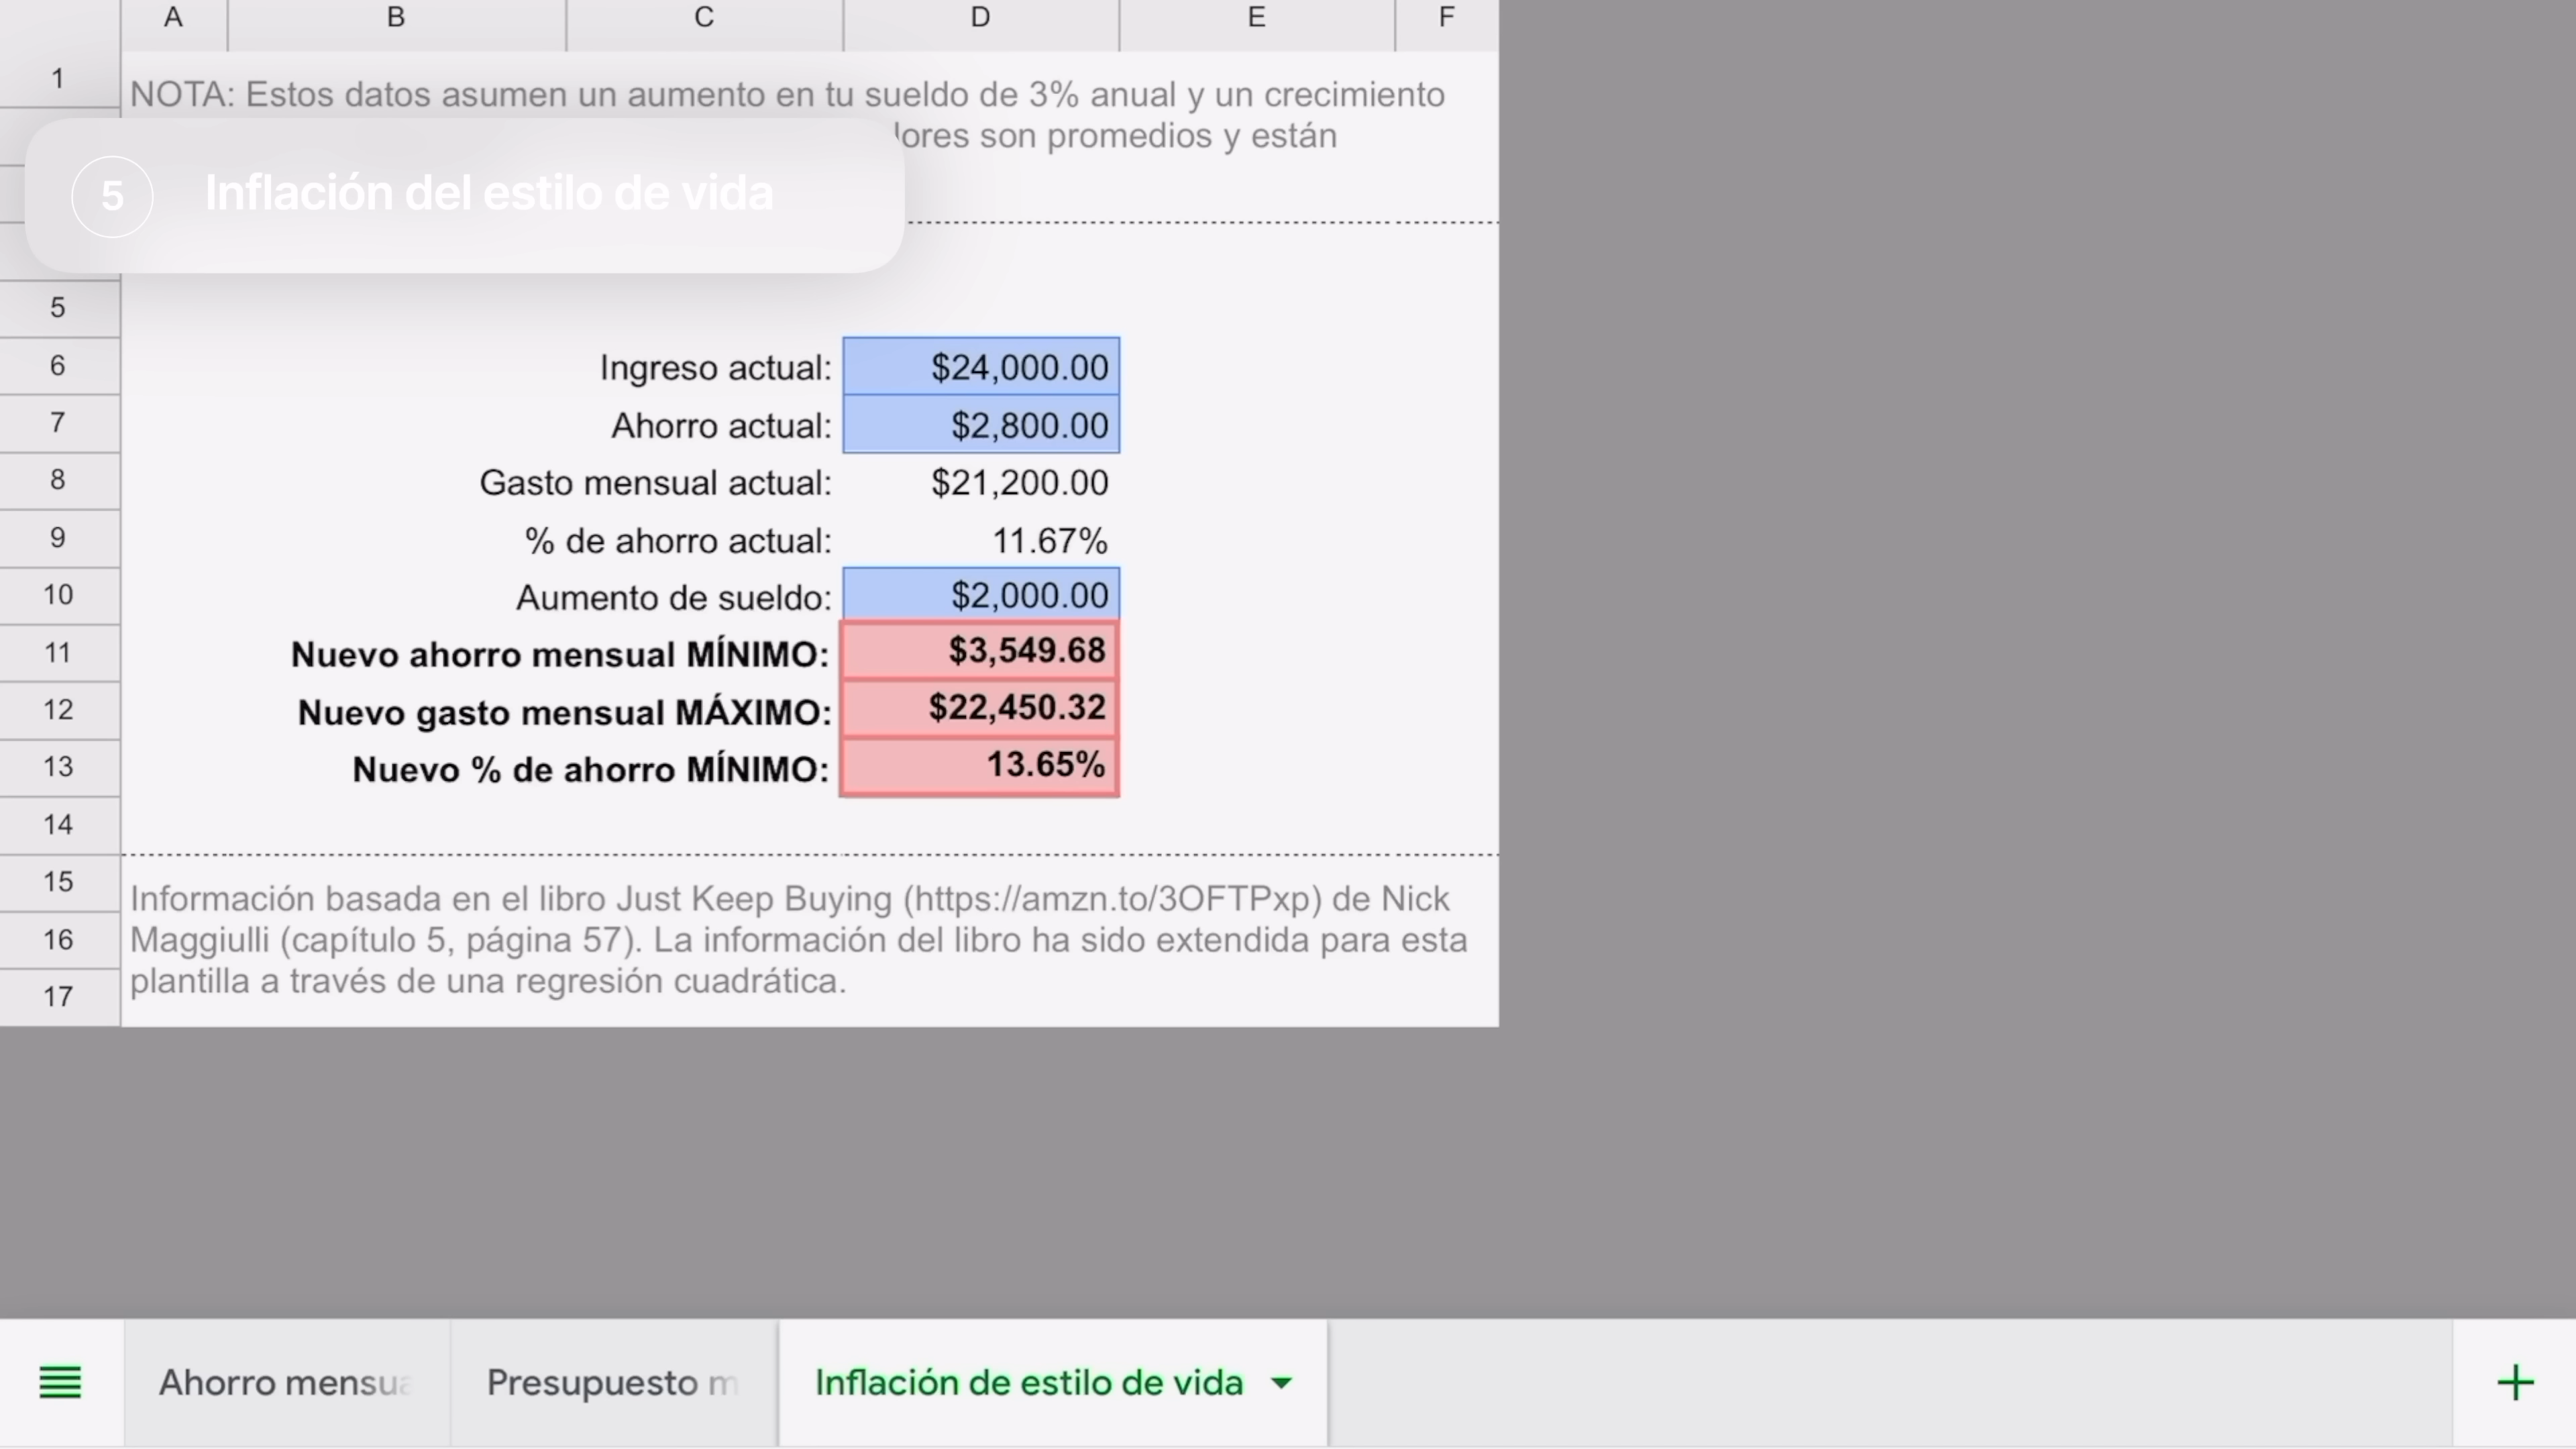 A B C D E F
1
NOTA: Estos datos asumen un aumento en tu sueldo de 3% anual y un crecimiento
son promedios y están
5 Inflación del estilo de vida
5
6 Ingreso actual: $24,000.00
7 Ahorro actual: $2,800.00
8 Gasto mensual actual: $21,200.00
9 % de ahorro actual: 11.67%
10 Aumento de sueldo: $2,000.00
11 Nuevo ahorro mensual MÍNIMO: $3,549.68
12 Nuevo gasto mensual MÁXIMO: $22,450.32
13 Nuevo % de ahorro MÍNIMO: 13.65%
14
15 Información basada en el libro Just Keep Buying (https://amzn.to/3OFTPxp) de Nick
16 Maggiulli (capítulo 5, página 57). La información del libro ha sido extendida para esta
17 plantilla a través de una regresión cuadrática.
Ahorro mensua Presupuesto m Inflación de estilo de vida